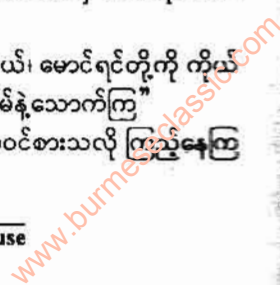 ယ်၊ မောင်ရင်တို့ကို ကိုယ်
မ်နဲ့သောက်ကြ"
ဝင်စားသလို ကြည့်နေကြ
use
www.burmeseclassic.com